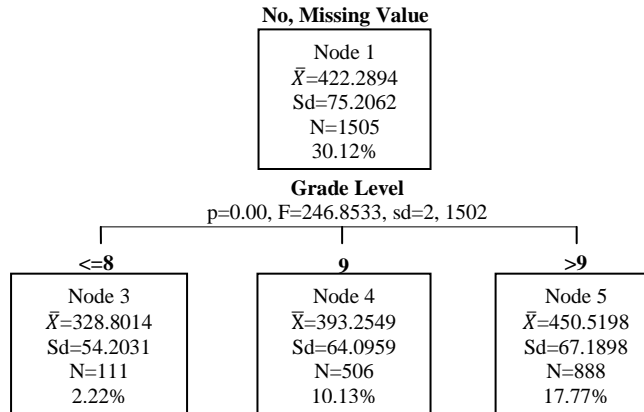 No, Missing Value
Node 1
X̄=422.2894
Sd=75.2062
N=1505
30.12%
Grade Level
p=0.00, F=246.8533, sd=2, 1502
<=8
Node 3
X̄=328.8014
Sd=54.2031
N=111
2.22%
9
Node 4
X̄=393.2549
Sd=64.0959
N=506
10.13%
>9
Node 5
X̄=450.5198
Sd=67.1898
N=888
17.77%